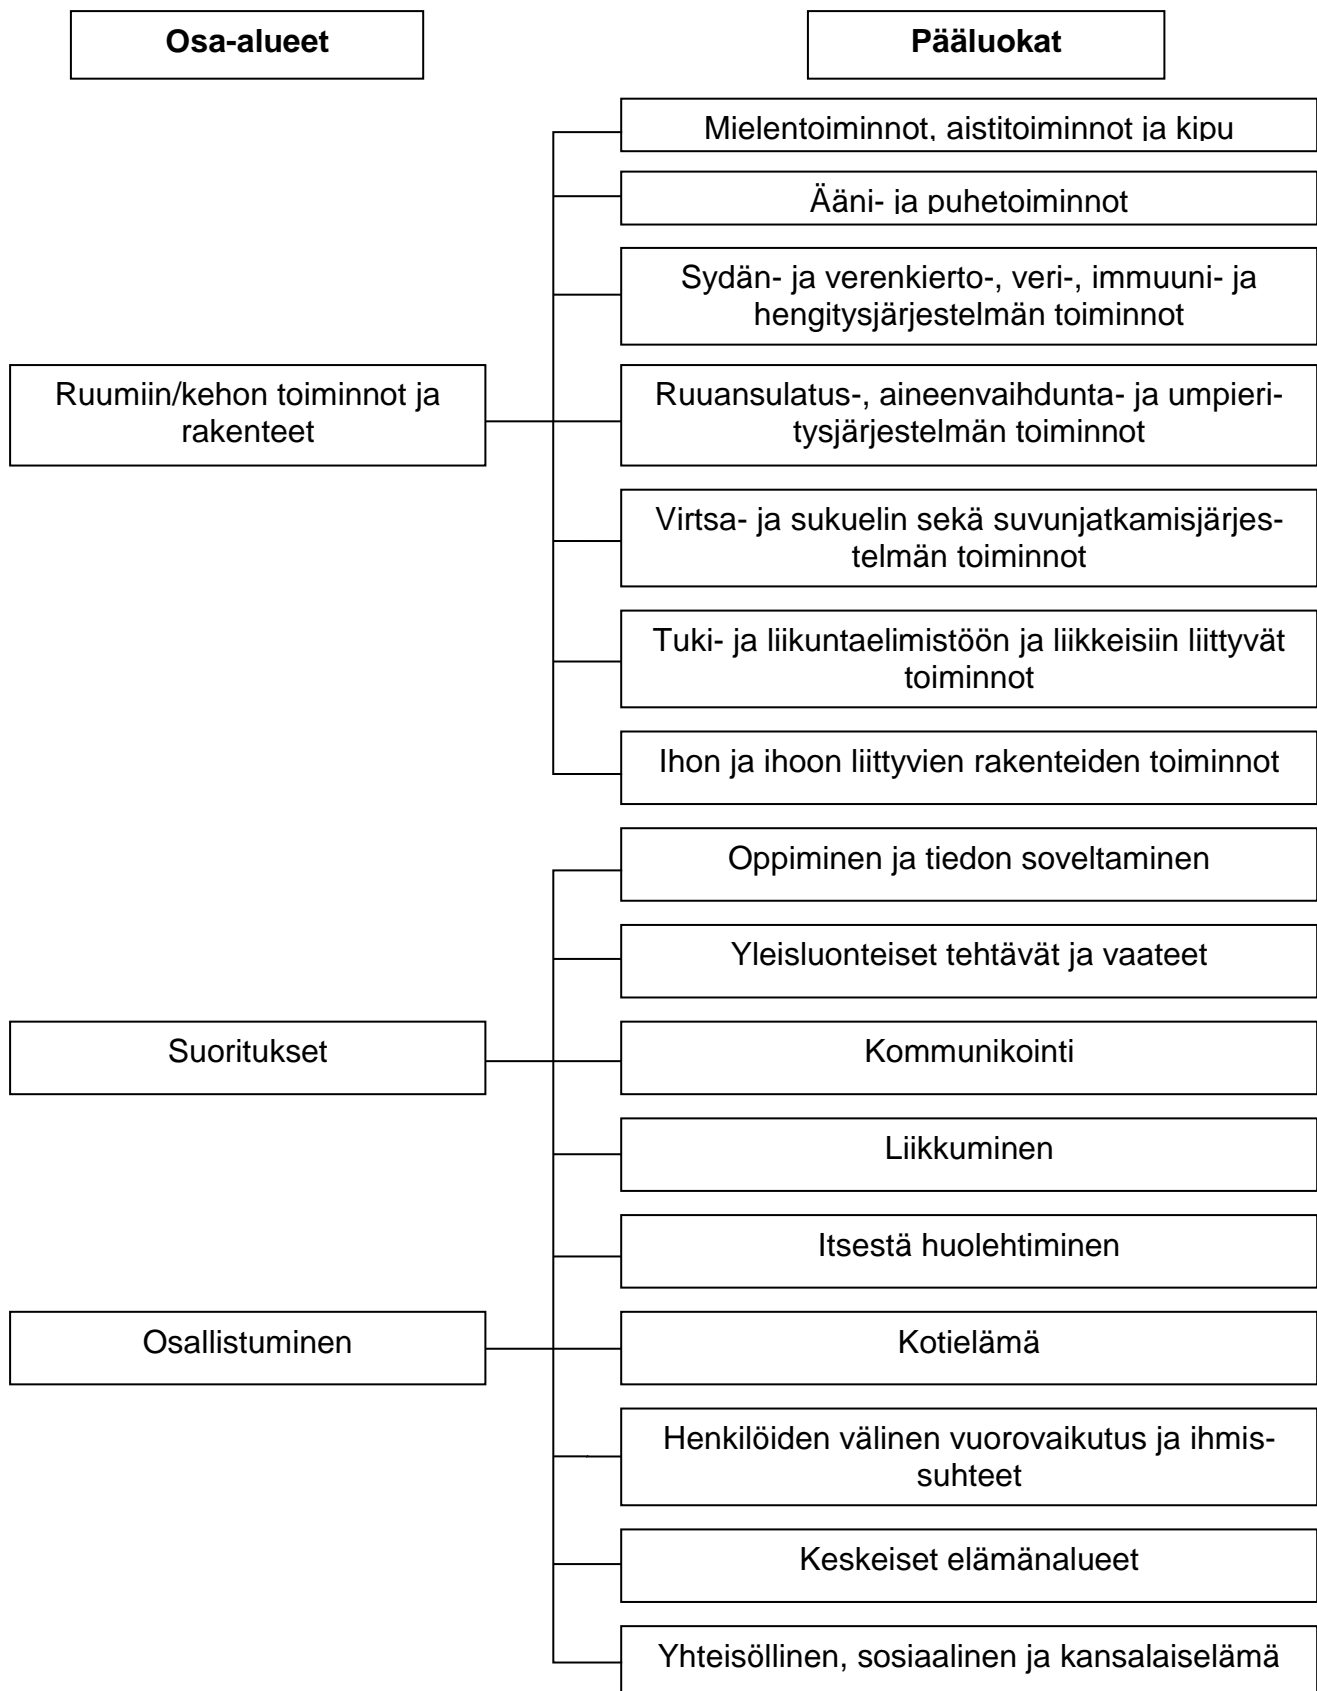 Osa-alueet
Pääluokat
Mielentoiminnot, aistitoiminnot ja kipu
Ääni- ja puhetoiminnot
Sydän- ja verenkierto-, veri-, immuuni- ja
hengitysjärjestelmän toiminnot
Ruumiin/kehon toiminnot ja
rakenteet
Ruuansulatus-, aineenvaihdunta- ja umpieri-
tysjärjestelmän toiminnot
Virtsa- ja sukuelin sekä suvunjatkamisjärjes-
telmän toiminnot
Tuki- ja liikuntaelimistöön ja liikkeisiin liittyvät
toiminnot
Ihon ja ihoon liittyvien rakenteiden toiminnot
Oppiminen ja tiedon soveltaminen
Yleisluonteiset tehtävät ja vaateet
Suoritukset
Kommunikointi
Liikkuminen
Itsestä huolehtiminen
Osallistuminen
Kotielämä
Henkilöiden välinen vuorovaikutus ja ihmis-
suhteet
Keskeiset elämänalueet
Yhteisöllinen, sosiaalinen ja kansalaiselämä